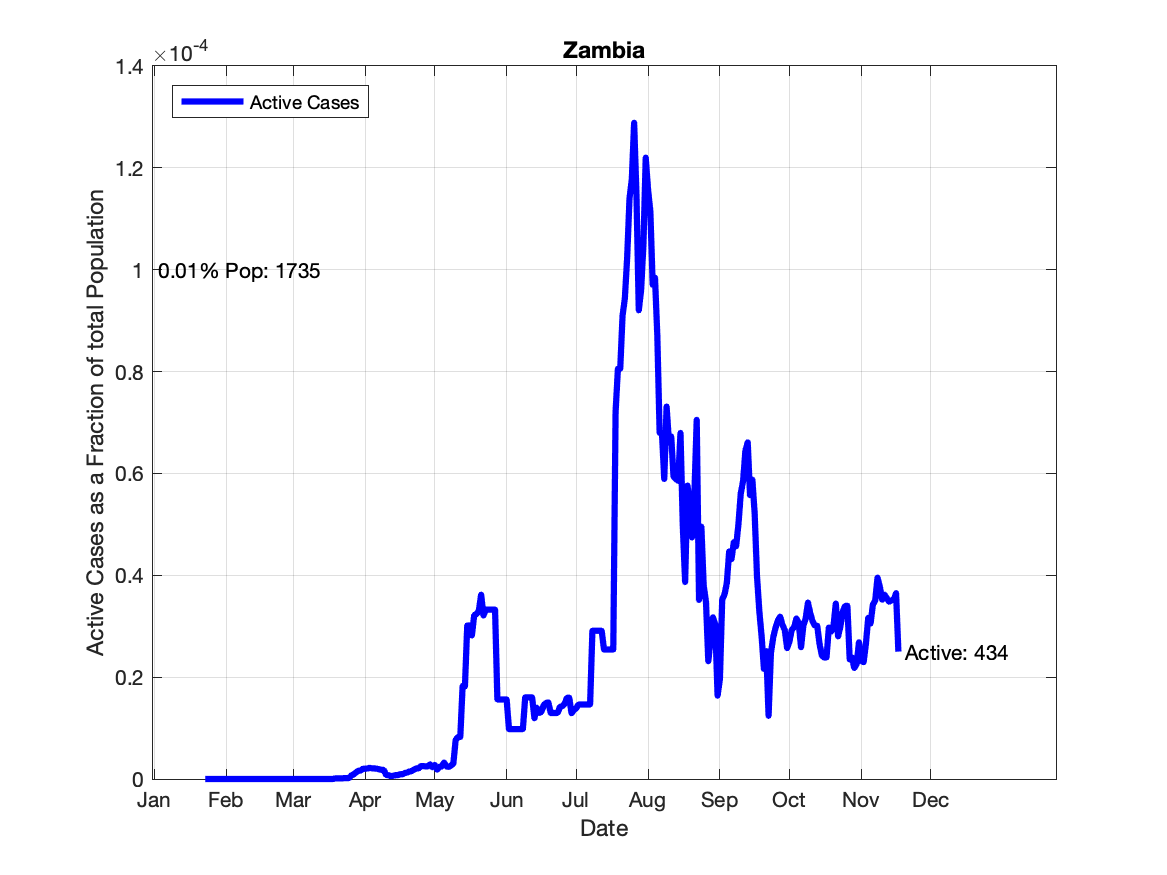 Zambia
×10-4
1.4
1.2
1
0.8
0.6
0.4
0.2
0
Active Cases
0.01% Pop: 1735
Active: 434
Active Cases as a Fraction of total Population
Jan Feb Mar Apr May Jun Jul Aug Sep Oct Nov Dec
Date